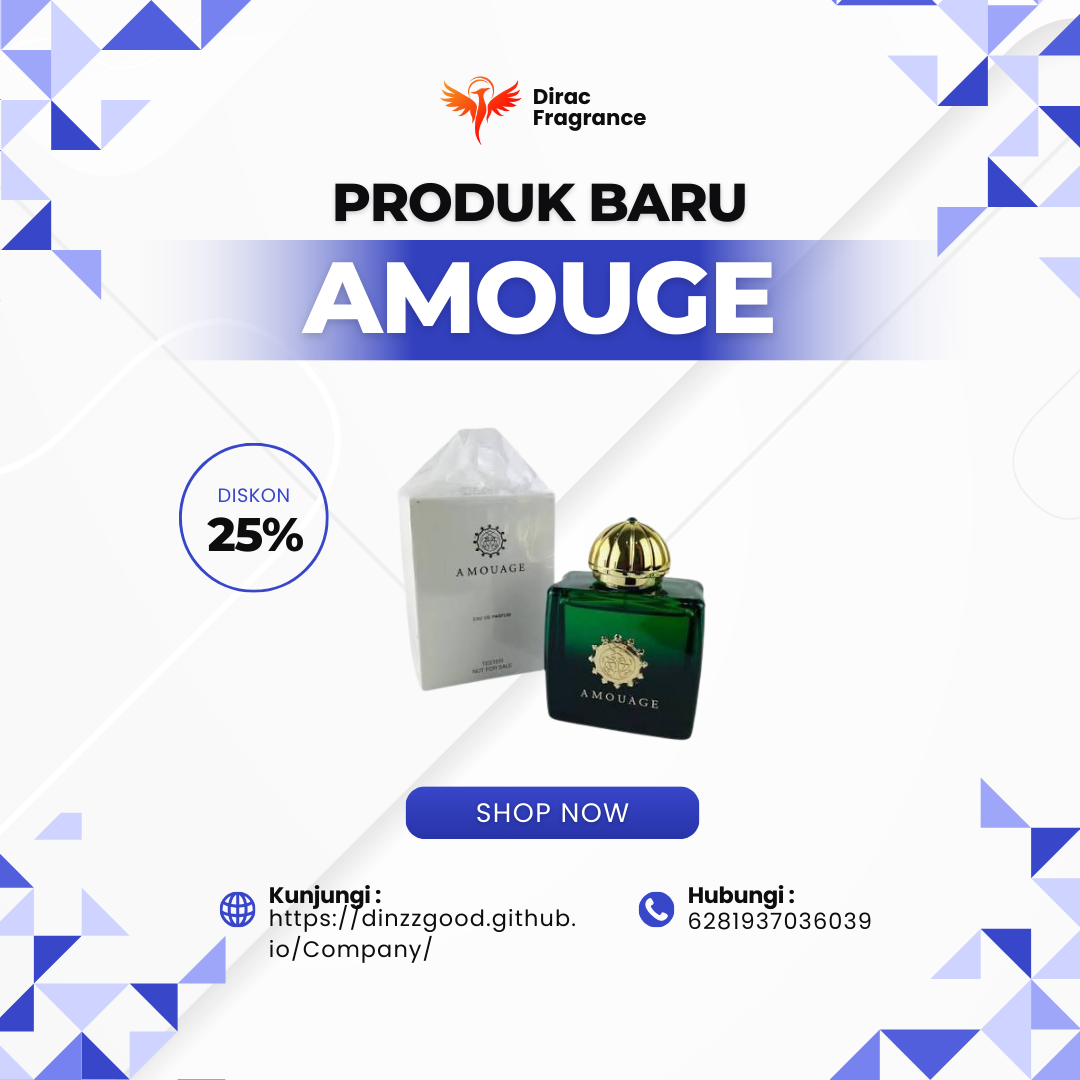 Dirac
Fragrance
PRODUK BARU
AMOUGE
DISKON
25%
AMOUAGE
EAU DE PARFUM
TESTER
NOT FOR SALE
AMOUAGE
SHOP NOW
Kunjungi :
https://dinzzgood.github.
io/Company/
Hubungi :
6281937036039